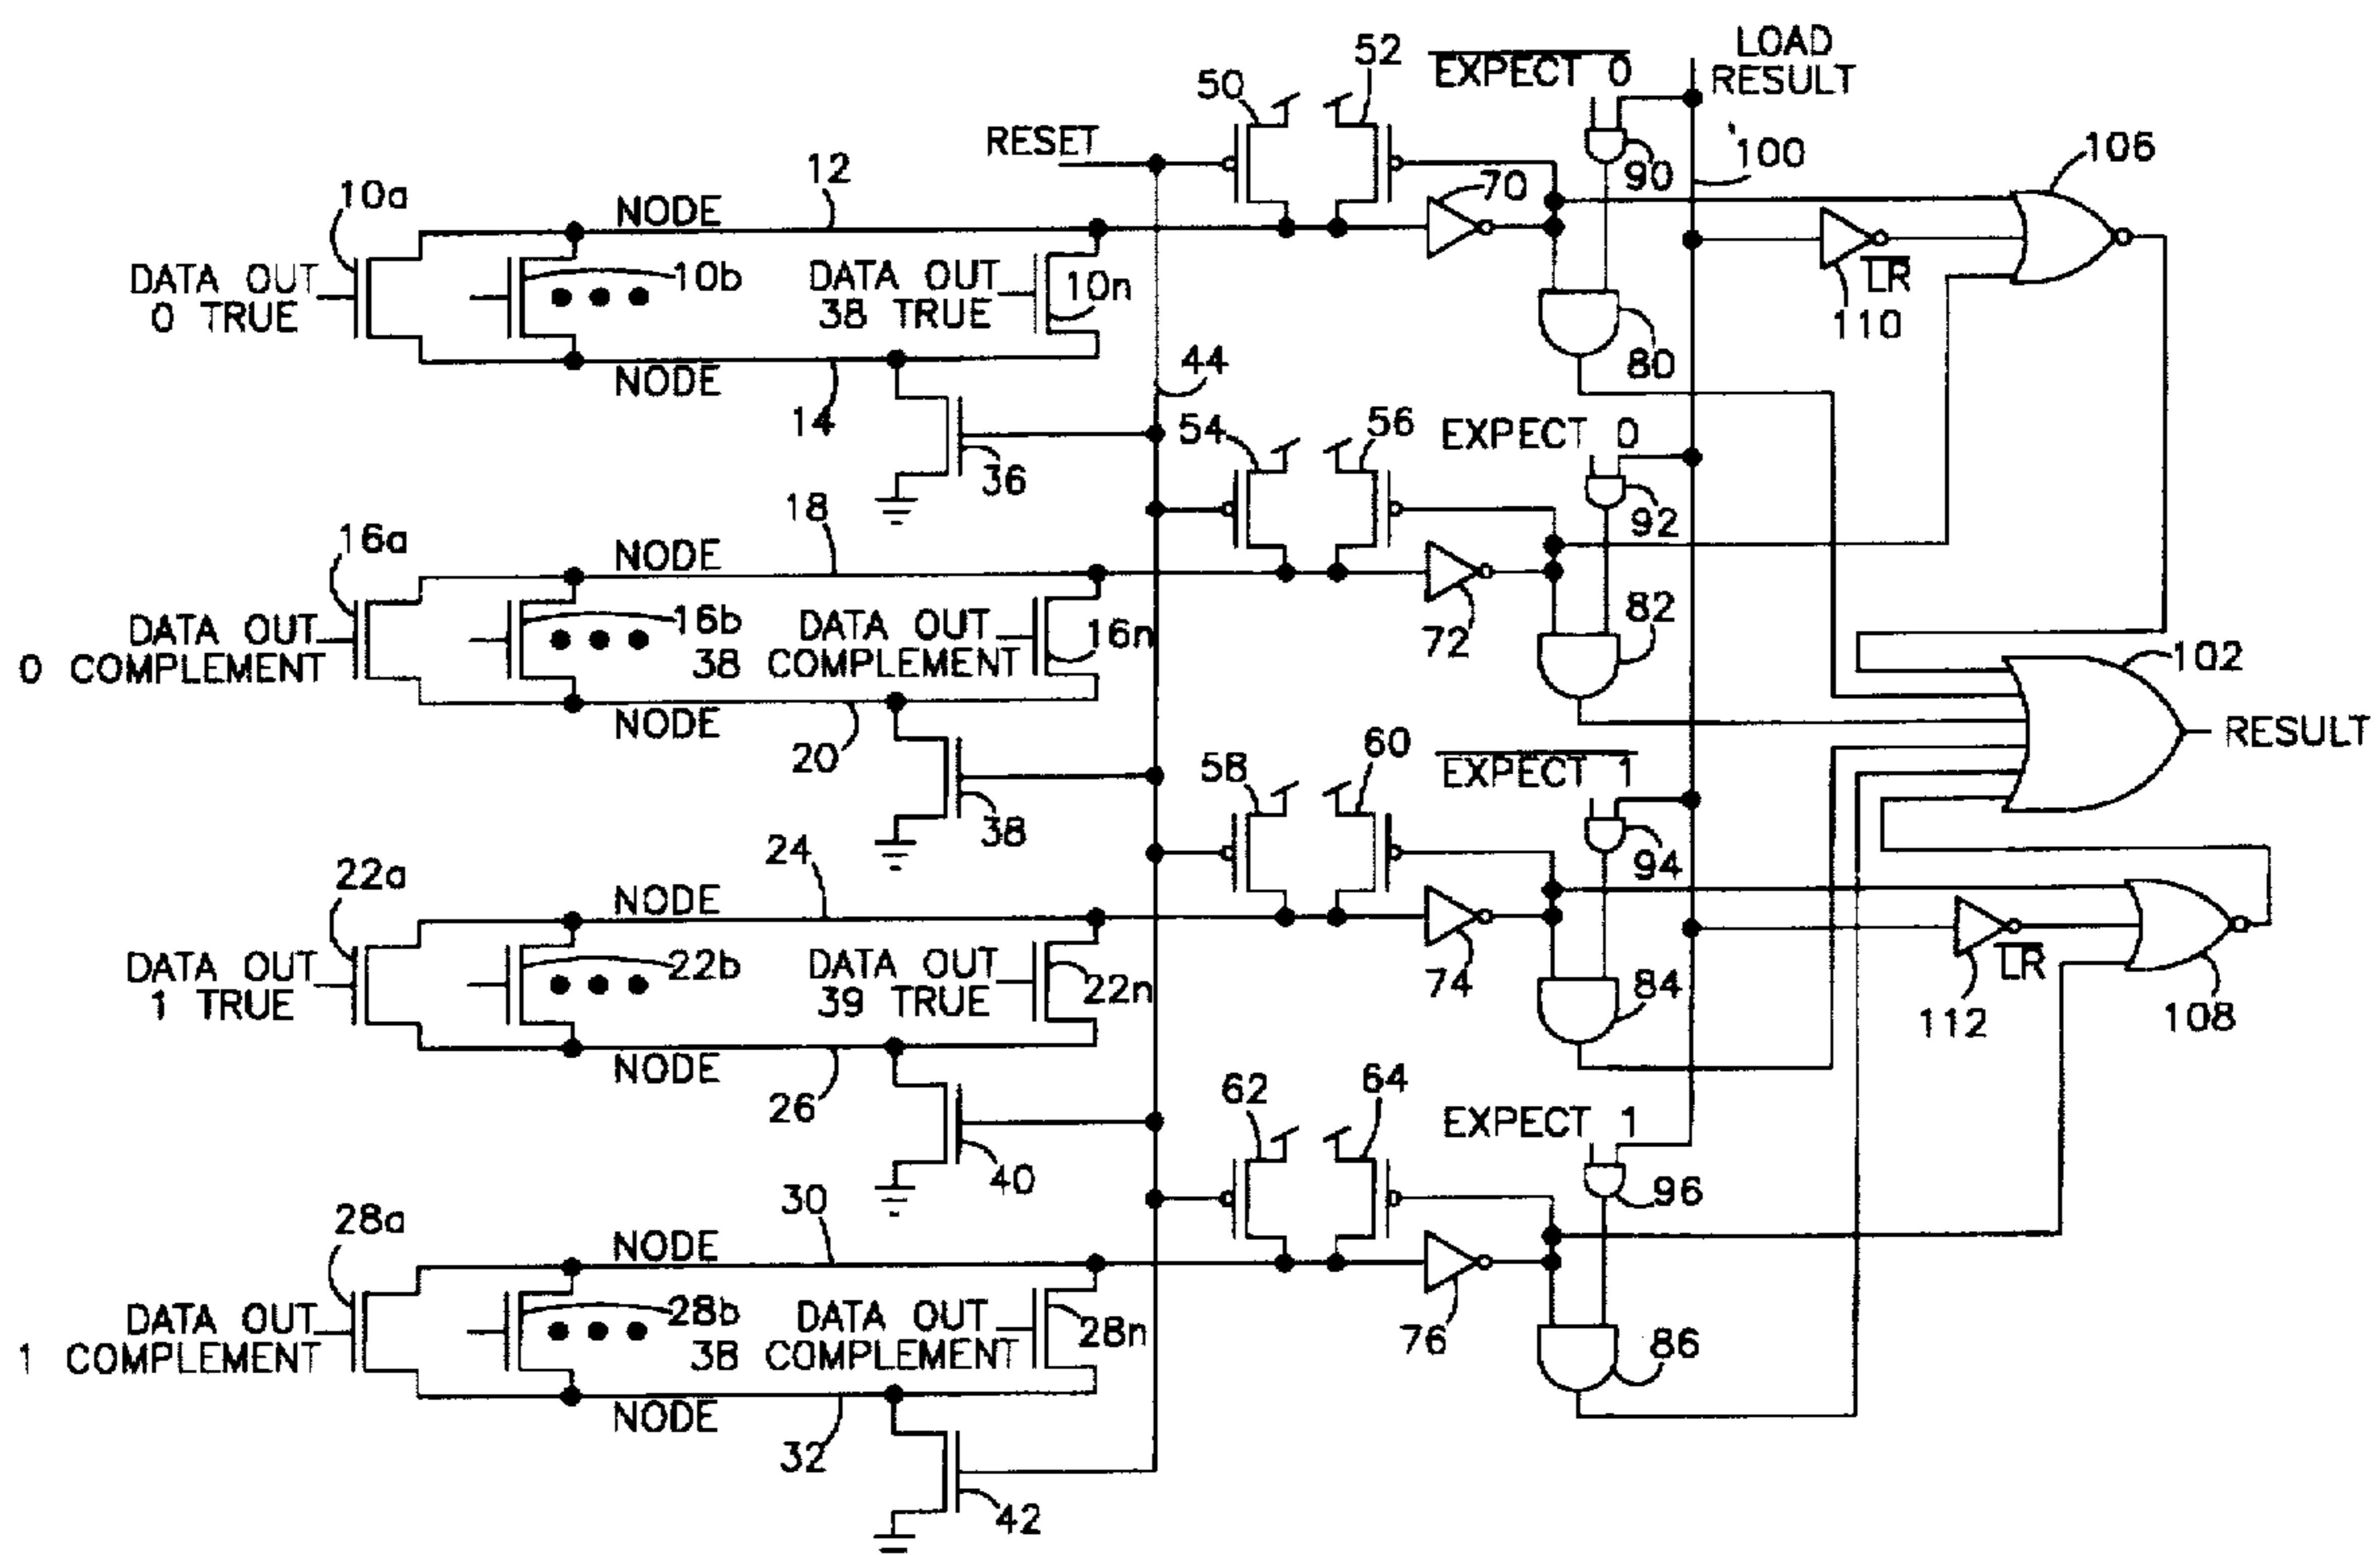 52
EXPECT 0
LOAD
RESULT
50
RESET
100
106
12
90
10a
NODE
70
DATA OUT
0 TRUE
10b
DATA OUT
38 TRUE
10n
LR
110
80
NODE
44
14
54
56
EXPECT 0
36
18
92
16a
NODE
DATA OUT
0 COMPLEMENT
16b
DATA OUT
38 COMPLEMENT
16n
72
82
102
NODE
20
RESULT
60
EXPECT 1
58
38
24
94
22a
NODE
DATA OUT
1 TRUE
22b
DATA OUT
39 TRUE
22n
74
84
LR
112
108
NODE
26
62
64
EXPECT 1
40
30
96
28a
NODE
DATA OUT
1 COMPLEMENT
28b
DATA OUT
38 COMPLEMENT
28n
76
86
NODE
32
42